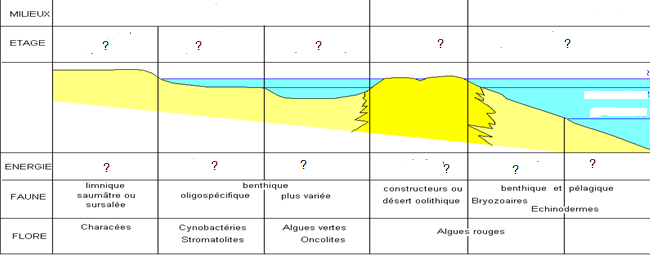 MILIEUX
ETAGE ? ? ? ? ?
ENERGIE ? ? ? ? ? ?
FAUNE
limnique
saumâtre ou
sursalée
benthique
oligospécifique plus variée
constructeurs ou
désert oolithique
benthique et pélagique
Bryozoaires
Echinodermes
FLORE
Characées
Cynobactéries
Stromatolites
Algues vertes
Oncolites
Algues rouges